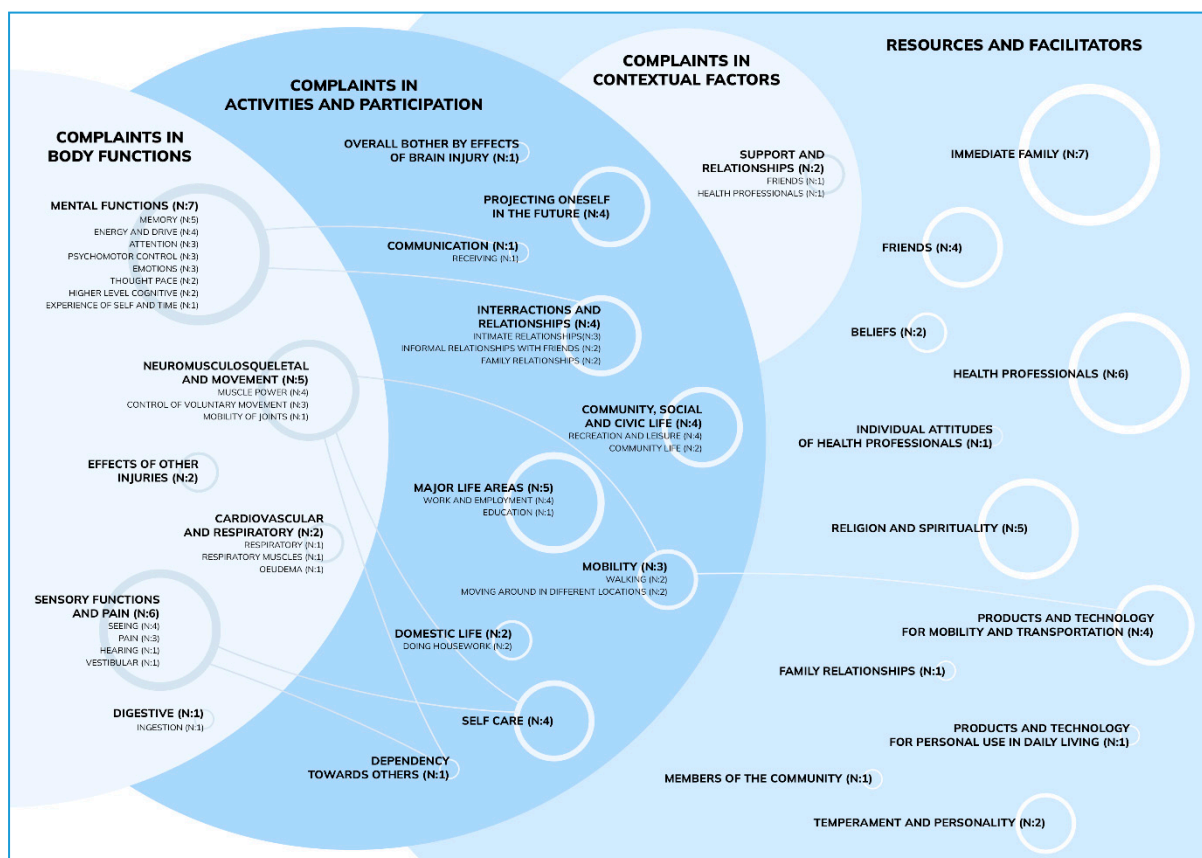 COMPLAINTS IN
BODY FUNCTIONS
MENTAL FUNCTIONS (N:7)
MEMORY (N:5)
ENERGY AND DRIVE (N:4)
ATTENTION (N:3)
PSYCHOMOTOR CONTROL (N:3)
EMOTIONS (N:3)
THOUGHT PACE (N:2)
HIGHER LEVEL COGNITIVE (N:2)
EXPERIENCE OF SELF AND TIME (N:1)
NEUROMUSCULOSQUELETAL
AND MOVEMENT (N:5)
MUSCLE POWER (N:4)
CONTROL OF VOLUNTARY MOVEMENT (N:3)
MOBILITY OF JOINTS (N:1)
EFFECTS OF OTHER
INJURIES (N:2)
CARDIOVASCULAR
AND RESPIRATORY (N:2)
RESPIRATORY (N:1)
RESPIRATORY MUSCLES (N:1)
OEUDEMA (N:1)
SENSORY FUNCTIONS
AND PAIN (N:6)
SEEING (N:4)
PAIN (N:3)
HEARING (N:1)
VESTIBULAR (N:1)
DIGESTIVE (N:1)
INGESTION (N:1)
COMPLAINTS IN
ACTIVITIES AND PARTICIPATION
OVERALL BOTHER BY EFFECTS
OF BRAIN INJURY (N:1)
PROJECTING ONESELF
IN THE FUTURE (N:4)
COMMUNICATION (N:1)
RECEIVING (N:1)
INTERRACTIONS AND
RELATIONSHIPS (N:4)
INTIMATE RELATIONSHIPS(N:3)
INFORMAL RELATIONSHIPS WITH FRIENDS (N:2)
FAMILY RELATIONSHIPS (N:2)
COMMUNITY, SOCIAL
AND CIVIC LIFE (N:4)
RECREATION AND LEISURE (N:4)
COMMUNITY LIFE (N:2)
MAJOR LIFE AREAS (N:5)
WORK AND EMPLOYMENT (N:4)
EDUCATION (N:1)
MOBILITY (N:3)
WALKING (N:2)
MOVING AROUND IN DIFFERENT LOCATIONS (N:2)
DOMESTIC LIFE (N:2)
DOING HOUSEWORK (N:2)
SELF CARE (N:4)
DEPENDENCY
TOWARDS OTHERS (N:1)
COMPLAINTS IN
CONTEXTUAL FACTORS
SUPPORT AND
RELATIONSHIPS (N:2)
FRIENDS (N:1)
HEALTH PROFESSIONALS (N:1)
RESOURCES AND FACILITATORS
IMMEDIATE FAMILY (N:7)
FRIENDS (N:4)
BELIEFS (N:2)
HEALTH PROFESSIONALS (N:6)
INDIVIDUAL ATTITUDES
OF HEALTH PROFESSIONALS (N:1)
RELIGION AND SPIRITUALITY (N:5)
PRODUCTS AND TECHNOLOGY
FOR MOBILITY AND TRANSPORTATION (N:4)
FAMILY RELATIONSHIPS (N:1)
PRODUCTS AND TECHNOLOGY
FOR PERSONAL USE IN DAILY LIVING (N:1)
MEMBERS OF THE COMMUNITY (N:1)
TEMPERAMENT AND PERSONALITY (N:2)